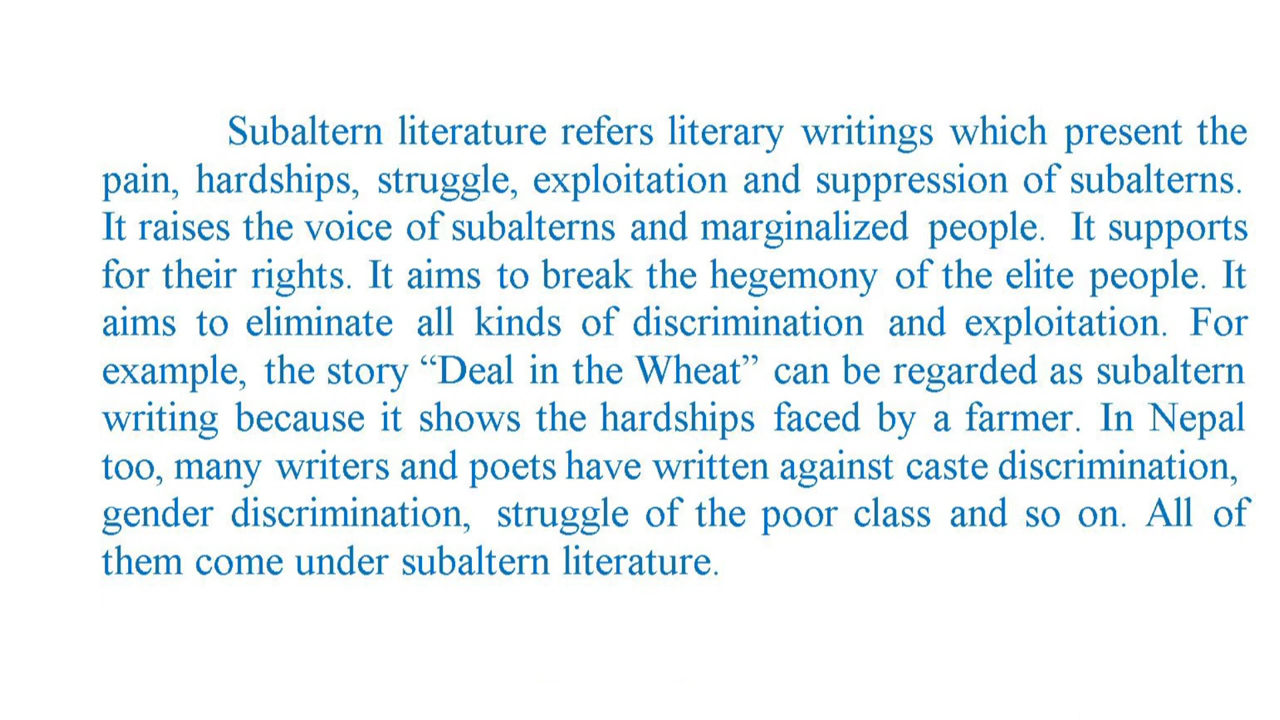 Subaltern literature refers literary writings which present the
pain, hardships, struggle, exploitation and suppression of subalterns.
It raises the voice of subalterns and marginalized people. It supports
for their rights. It aims to break the hegemony of the elite people. It
aims to eliminate all kinds of discrimination and exploitation. For
example, the story “Deal in the Wheat” can be regarded as subaltern
writing because it shows the hardships faced by a farmer. In Nepal
too, many writers and poets have written against caste discrimination,
gender discrimination, struggle of the poor class and so on. All of
them come under subaltern literature.